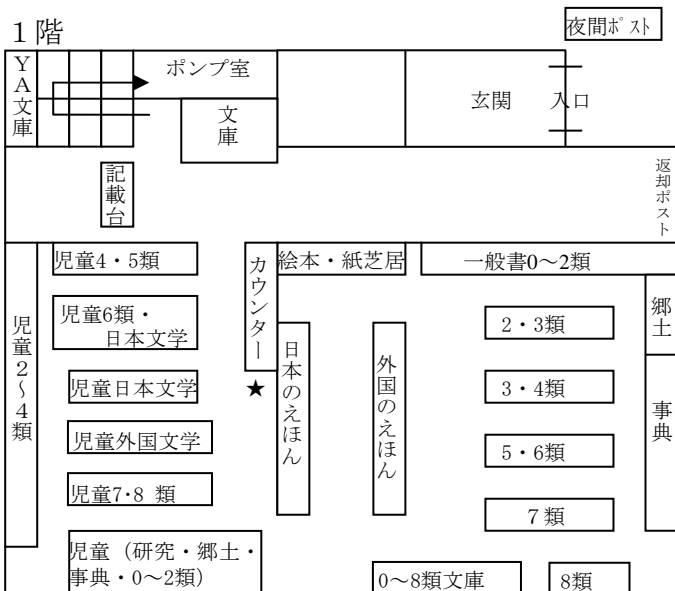 1階
夜間ポスト
YA文庫
ポンプ室
文庫
玄関
入口
記載台
返却ポスト
児童4・5類
カウンター
絵本・紙芝居
一般書0～2類
児童2～4類
児童6類・
日本文学
日本のえほん
外国のえほん
2・3類
郷土
児童日本文学
★
3・4類
事典
児童外国文学
5・6類
児童7・8 類
7類
児童（研究・郷土・
事典・0～2類）
0～8類文庫
8類